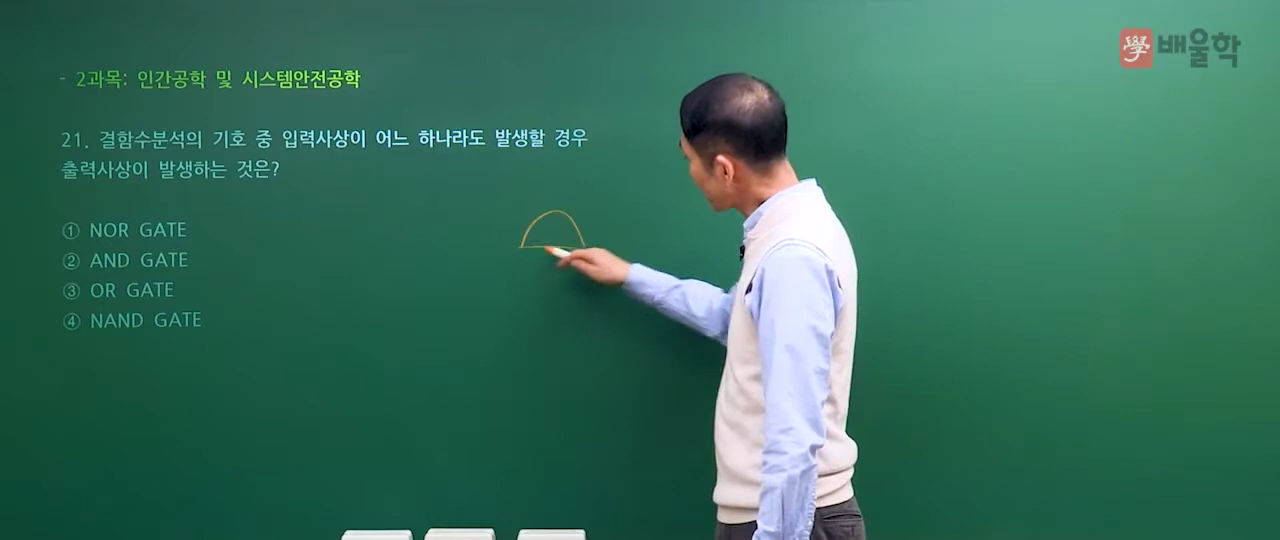 學배울학
- 2과목: 인간공학 및 시스템안전공학
21. 결함수분석의 기호 중 입력사상이 어느 하나라도 발생할 경우
출력사상이 발생하는 것은?
① NOR GATE
② AND GATE
③ OR GATE
④ NAND GATE